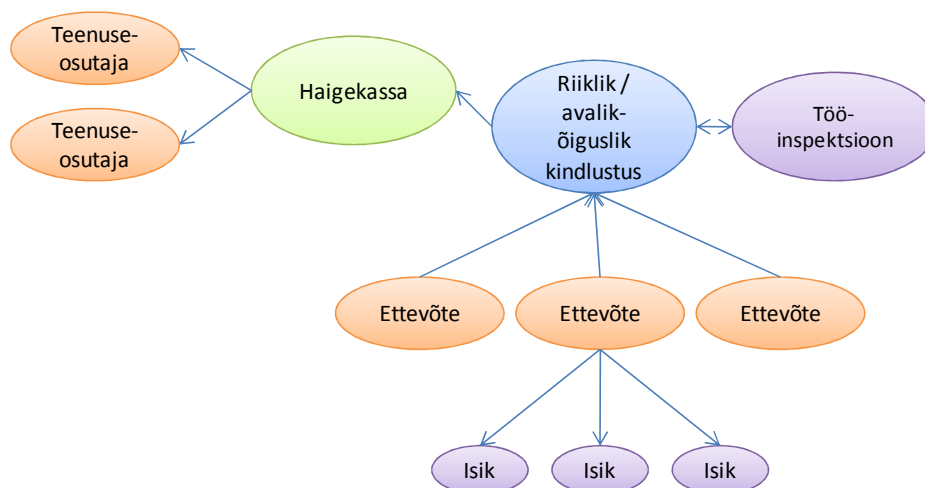 Teenuse-
osutaja
Teenuse-
osutaja
Haigekassa
Riiklik /
avalik-
õiguslik
kindlustus
Töö-
inspektsioon
Ettevõte
Ettevõte
Ettevõte
Isik
Isik
Isik